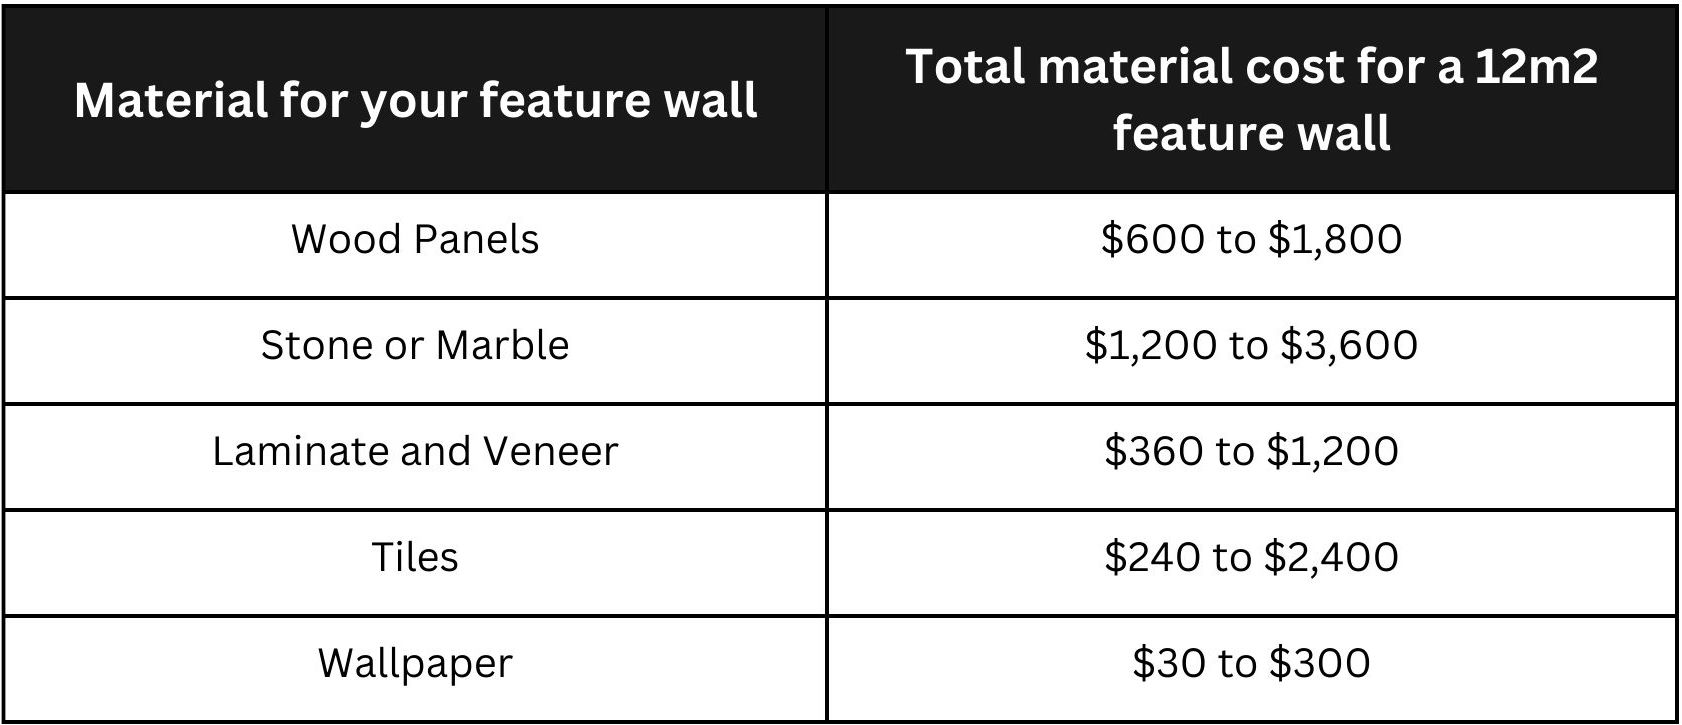 Material for your feature wall
Total material cost for a 12m2
feature wall
Wood Panels
$600 to $1,800
Stone or Marble
$1,200 to $3,600
Laminate and Veneer
$360 to $1,200
Tiles
$240 to $2,400
Wallpaper
$30 to $300